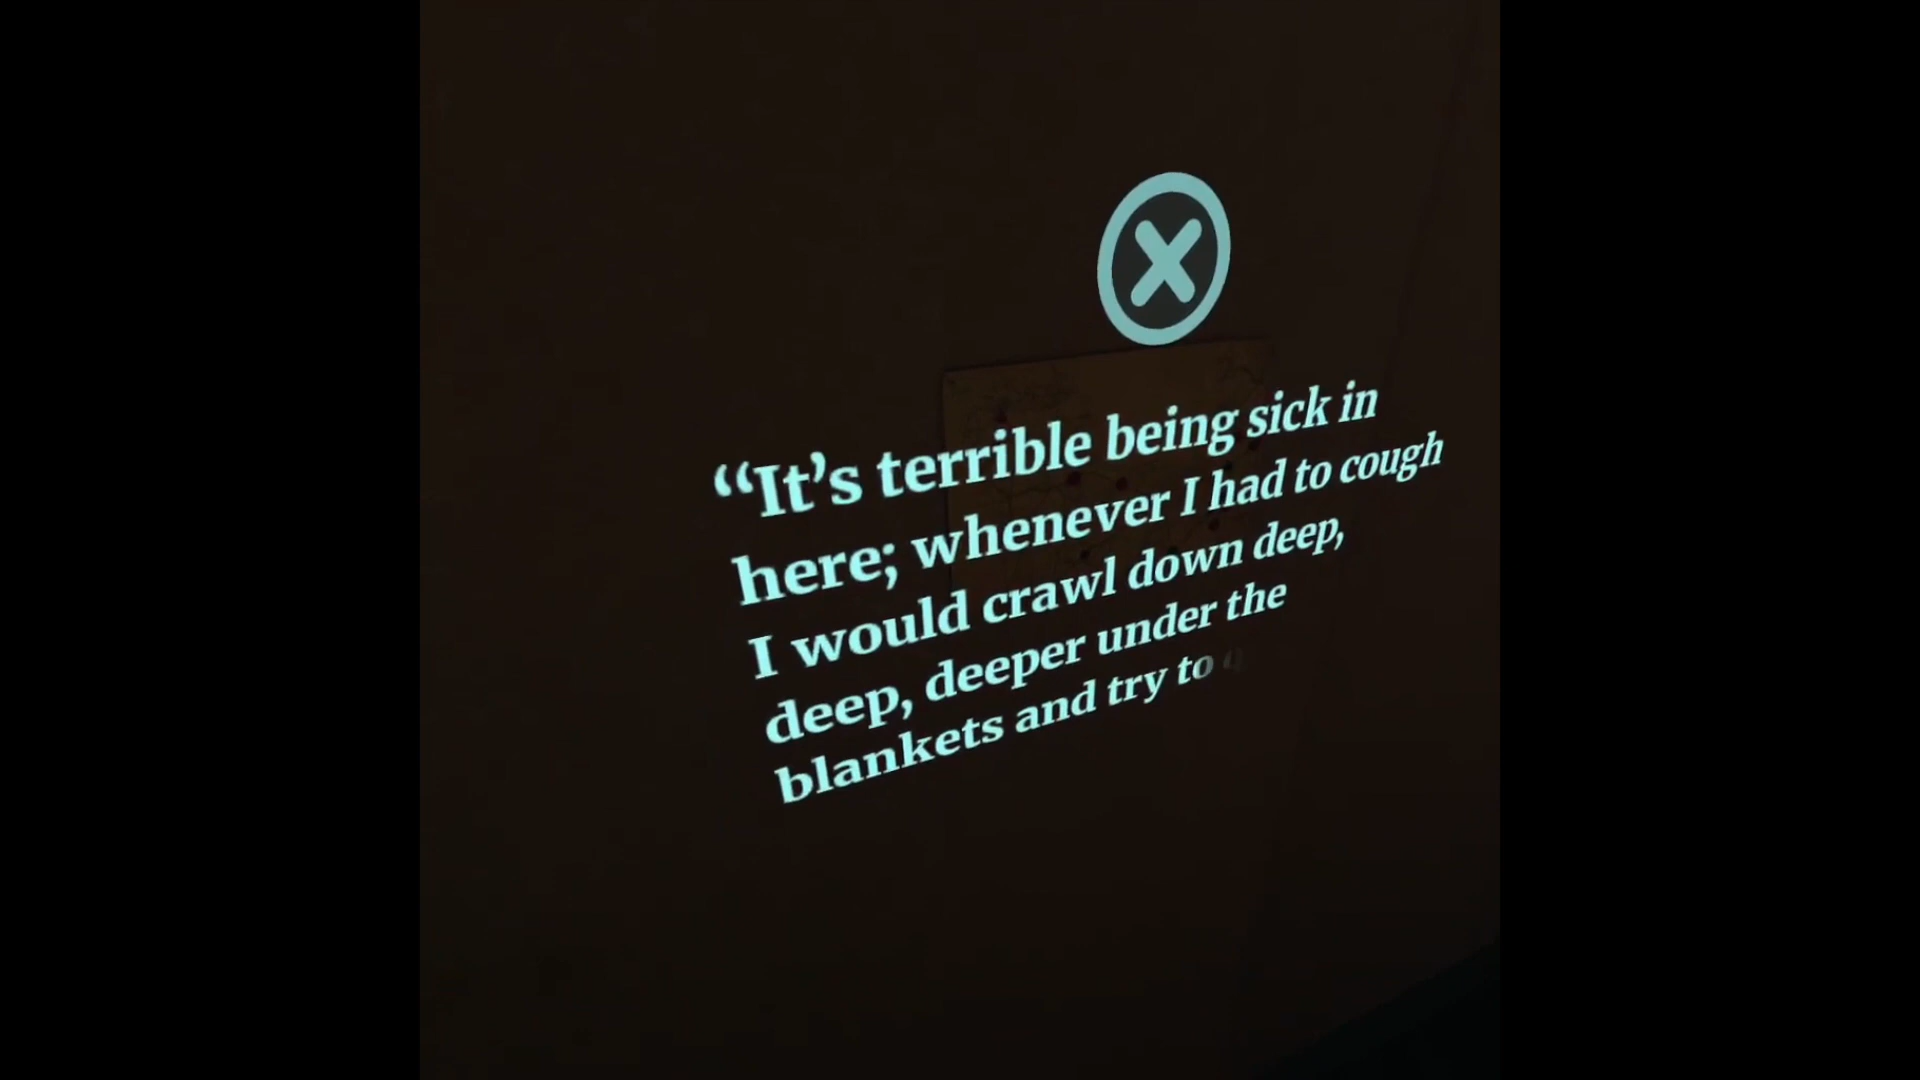 “It’s terrible being sick in
here; whenever I had to cough
I would crawl down deep,
deep, deeper under the
blankets and try to